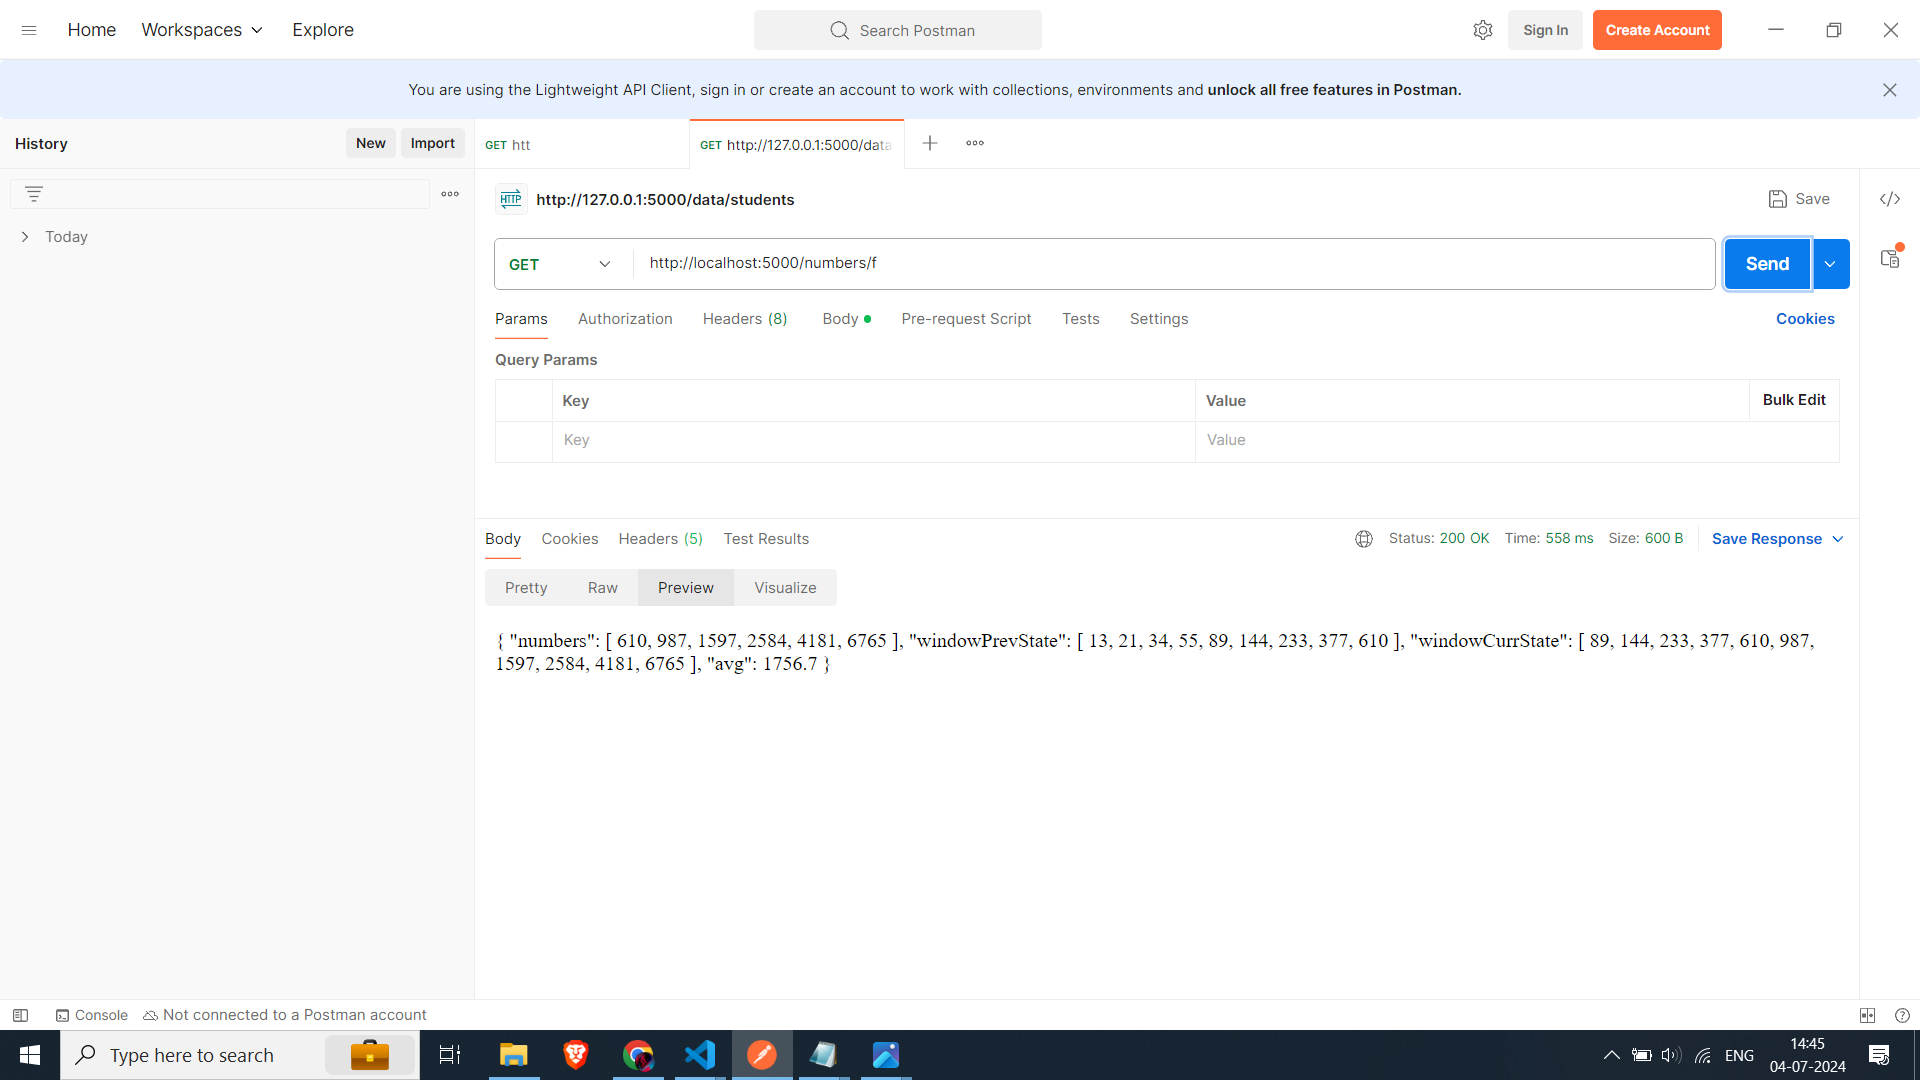 Home Workspaces Explore
Search Postman
Sign In Create Account
You are using the Lightweight API Client, sign in or create an account to work with collections, environments and unlock all free features in Postman.
History New Import
GET htt
GET http://127.0.0.1:5000/data
Today
HTTP http://127.0.0.1:5000/data/students
Save
GET http://localhost:5000/numbers/f
Send
Params Authorization Headers (8) Body Pre-request Script Tests Settings
Cookies
Query Params
Key Value Bulk Edit
Key Value
Body Cookies Headers (5) Test Results
Status: 200 OK Time: 558 ms Size: 600 B Save Response
Pretty Raw Preview Visualize
{ "numbers": [ 610, 987, 1597, 2584, 4181, 6765 ], "windowPrevState": [ 13, 21, 34, 55, 89, 144, 233, 377, 610 ], "windowCurrState": [ 89, 144, 233, 377, 610, 987,
1597, 2584, 4181, 6765 ], "avg": 1756.7 }
Console Not connected to a Postman account
Type here to search
ENG
14:45
04-07-2024